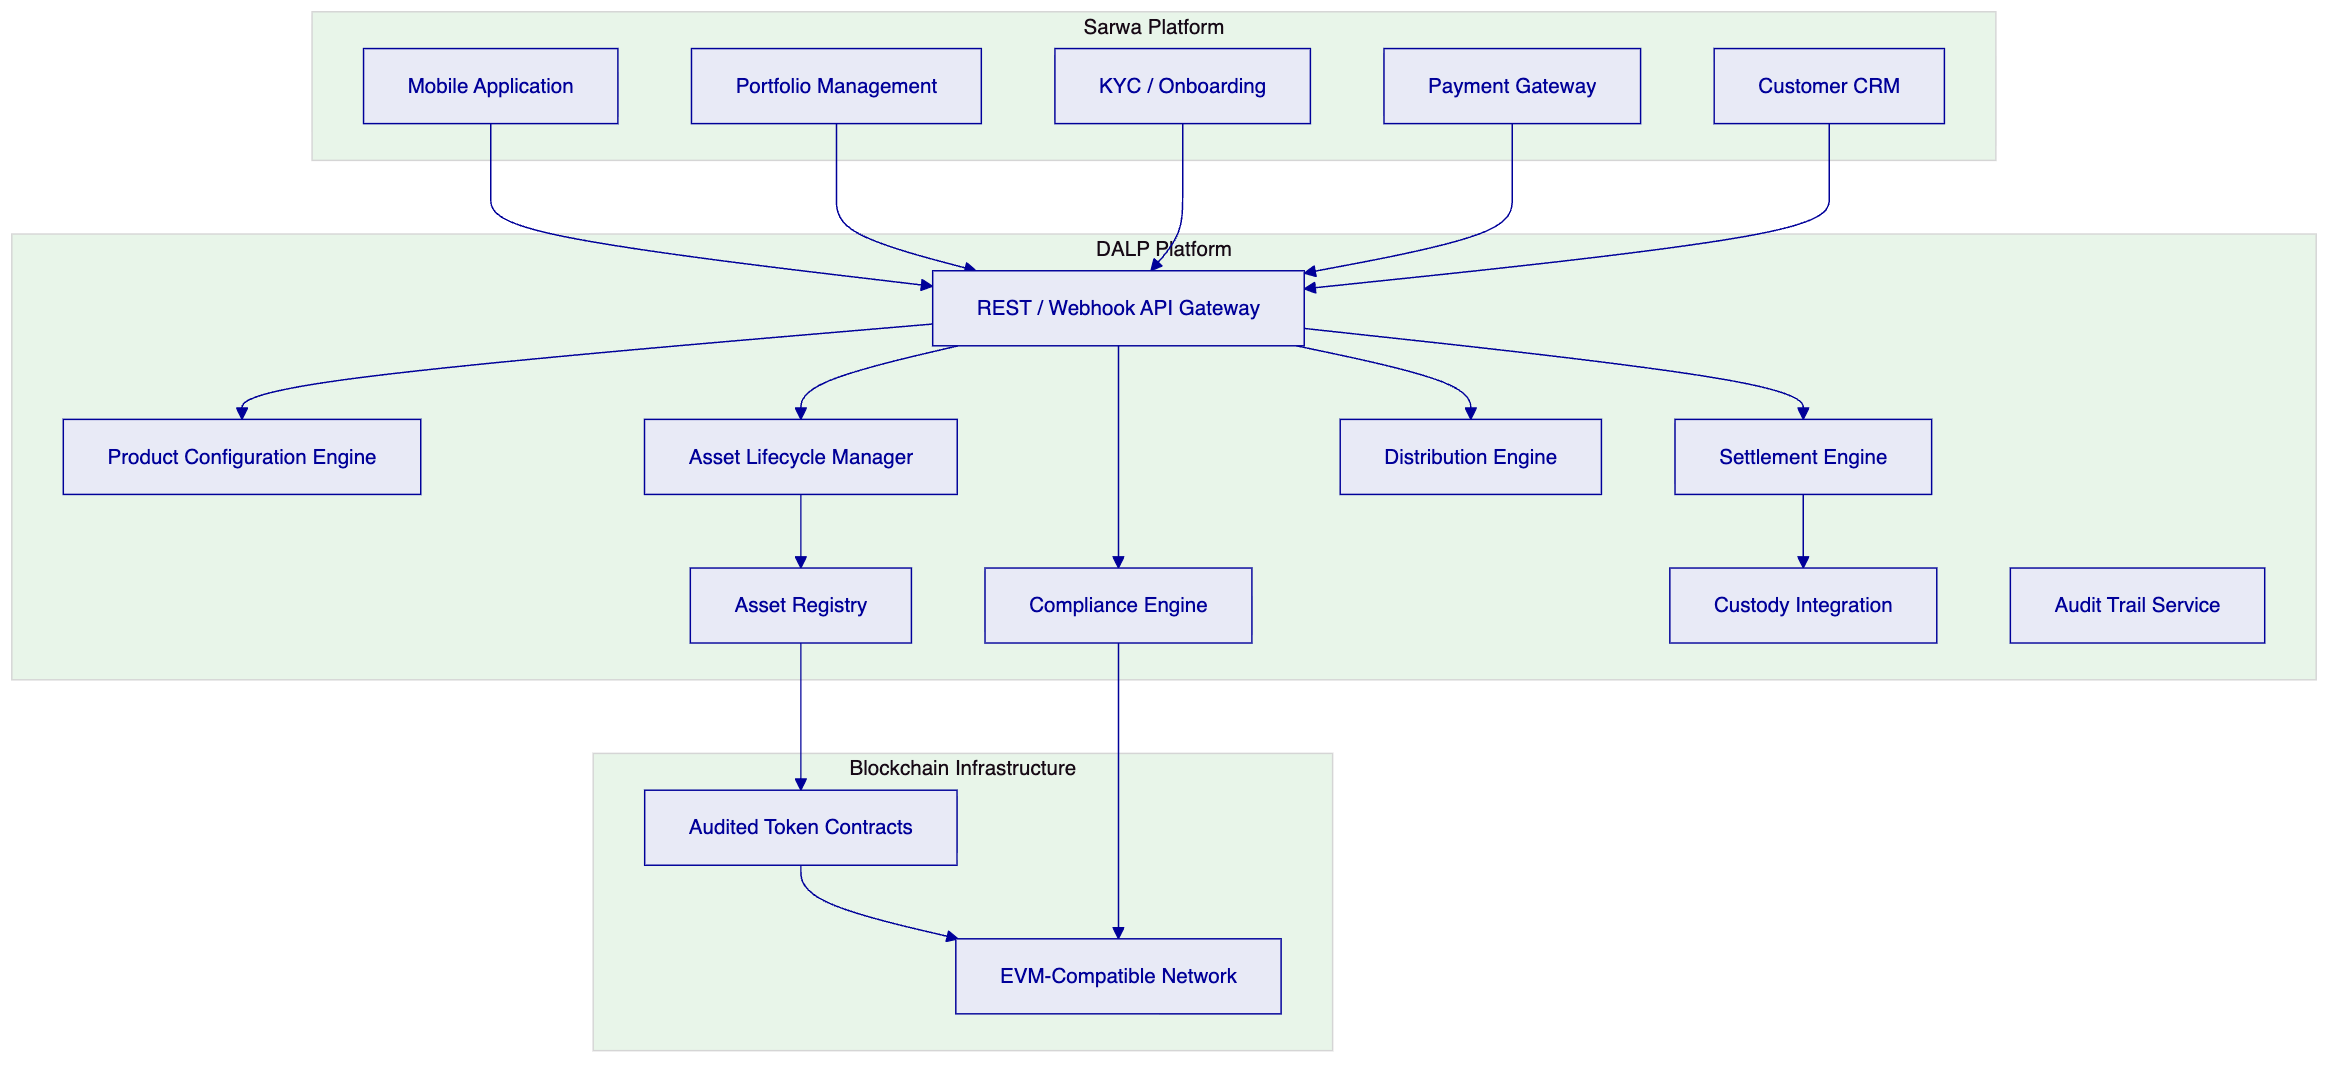 Sarwa Platform
Mobile Application
Portfolio Management
KYC / Onboarding
Payment Gateway
Customer CRM
DALP Platform
REST / Webhook API Gateway
Product Configuration Engine
Asset Lifecycle Manager
Distribution Engine
Settlement Engine
Asset Registry
Compliance Engine
Custody Integration
Audit Trail Service
Blockchain Infrastructure
Audited Token Contracts
EVM-Compatible Network